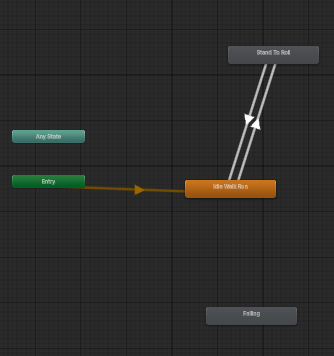 Stand To Roll
Any State
Entry
Idle Walk Run
Falling